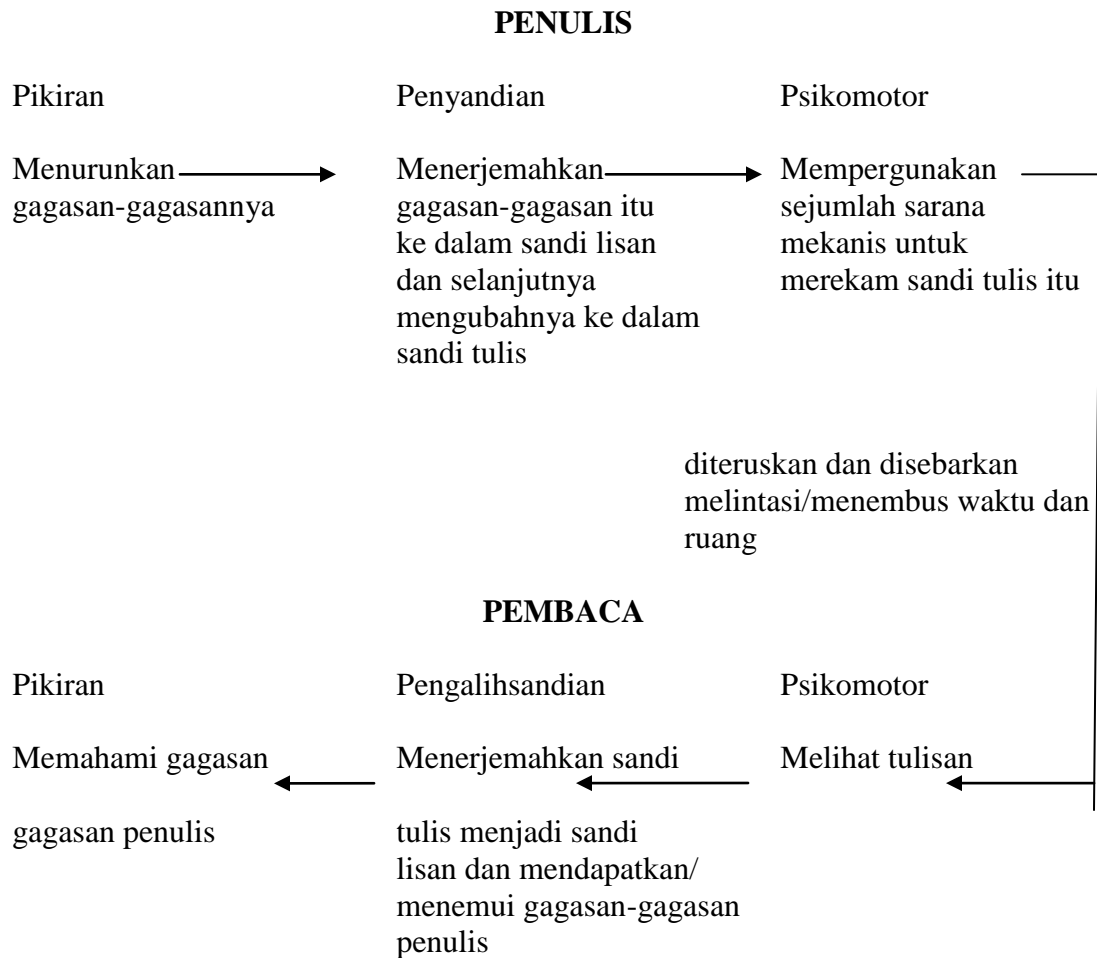 PENULIS
Pikiran Penyandian Psikomotor
Menurunkan Menerjemahkan Mempergunakan
gagasan-gagasannya gagasan-gagasan itu sejumlah sarana
ke dalam sandi lisan mekanis untuk
dan selanjutnya merekam sandi tulis itu
mengubahnya ke dalam
sandi tulis
diteruskan dan disebarkan
melintasi/menembus waktu dan
ruang
PEMBACA
Pikiran Pengalihsandian Psikomotor
Memahami gagasan Menerjemahkan sandi Melihat tulisan
gagasan penulis tulis menjadi sandi
lisan dan mendapatkan/
menemui gagasan-gagasan
penulis